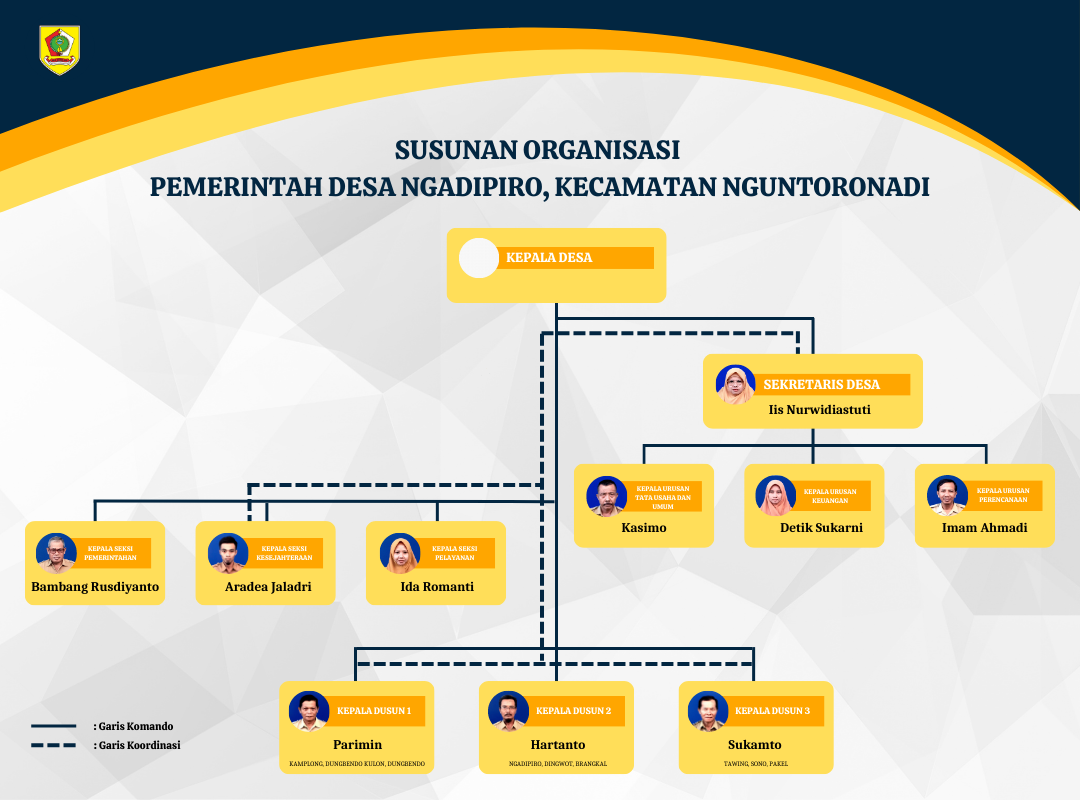 SUSUNAN ORGANISASI
PEMERINTAH DESA NGADIPIRO, KECAMATAN NGUNTORONADI
KEPALA DESA
SEKRETARIS DESA
Iis Nurwidiastuti
KEPALA URUSAN
TATA USAHA DAN
UMUM
Kasimo
KEPALA URUSAN
KEUANGAN
Detik Sukarni
KEPALA URUSAN
PERENCANAAN
Imam Ahmadi
KEPALA SEKSI
PEMERINTAHAN
Bambang Rusdiyanto
KEPALA SEKSI
KESEJAHTERAAN
Aradea Jaladri
KEPALA SEKSI
PELAYANAN
Ida Romanti
KEPALA DUSUN 1
Parimin
KAMPLONG, DUNGBENDO KULON, DUNGBENDO
KEPALA DUSUN 2
Hartanto
NGADIPIRO, DINGWOT, BRANGKAL
KEPALA DUSUN 3
Sukamto
TAWING, SONO, PAKEL
: Garis Komando
: Garis Koordinasi